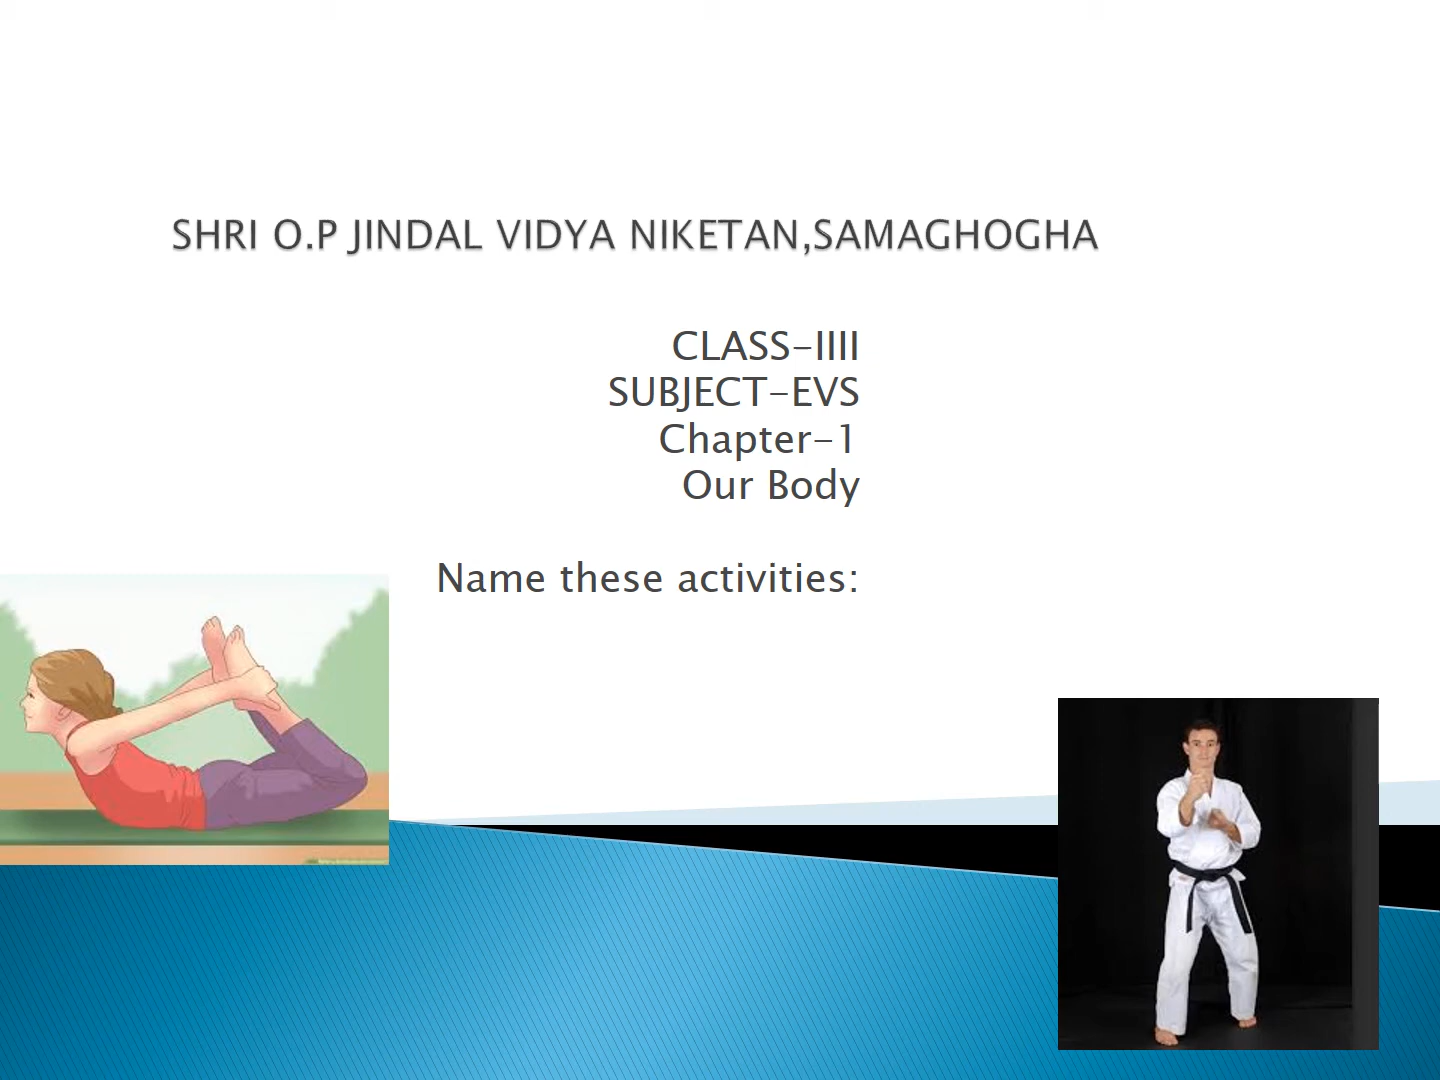 SHRI O.P JINDAL VIDYA NIKETAN,SAMAGHOGHA
CLASS-IIII
SUBJECT-EVS
Chapter-1
Our Body
Name these activities: